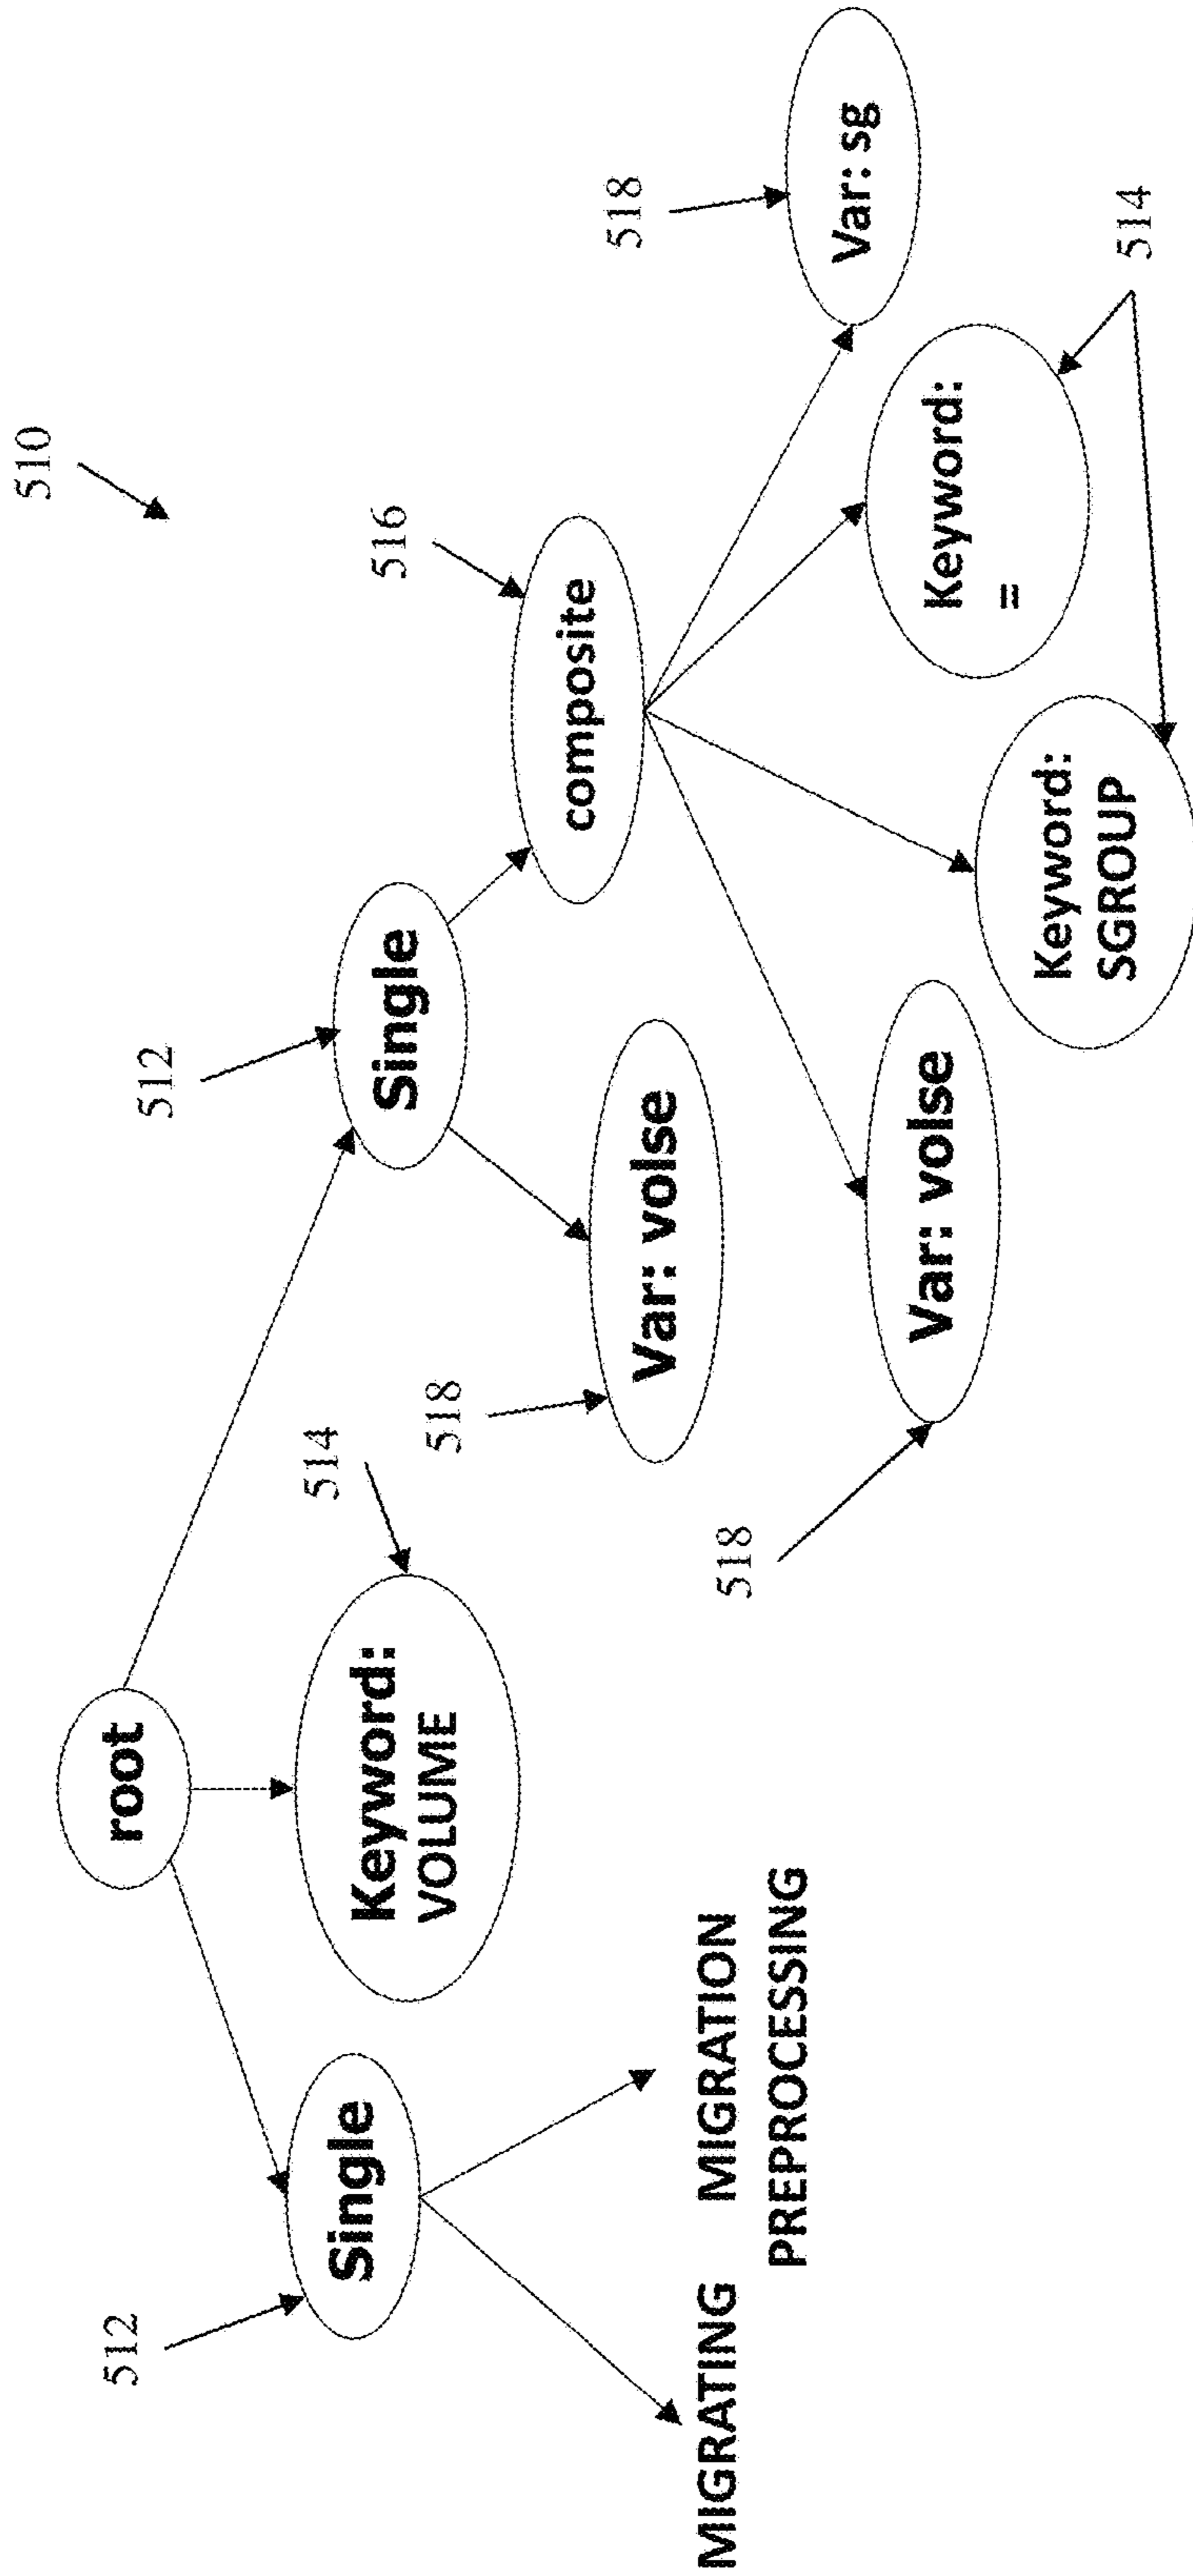 510
root
512
Single
516
composite
512
Single
514
Keyword:
VOLUME
518
Var: volse
518
Var: sg
MIGRATING
MIGRATION
PREPROCESSING
518
Var: volse
Keyword:
SGROUP
Keyword:
=
514